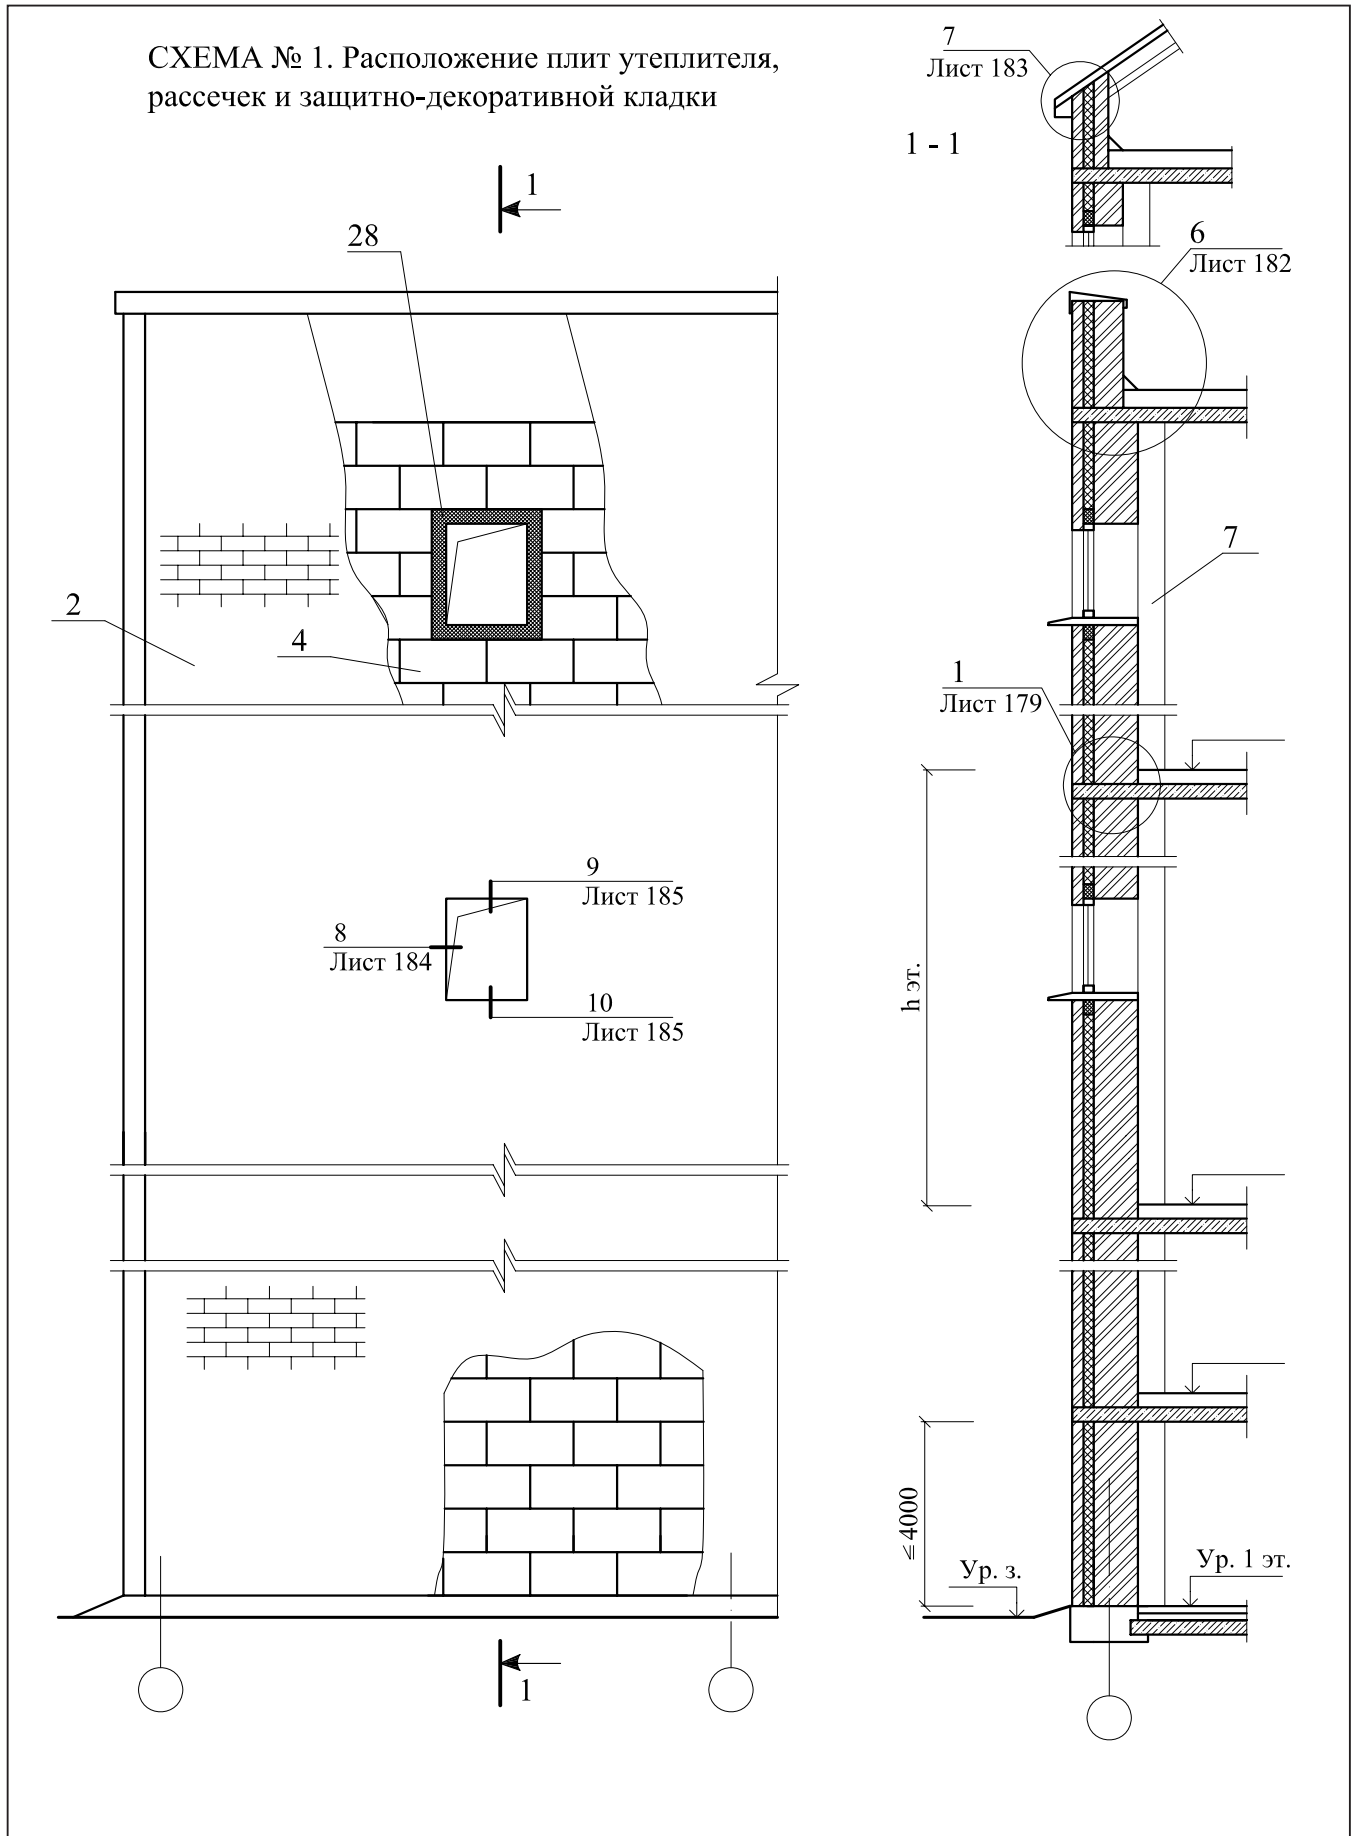 СХЕМА № 1. Расположение плит утеплителя,
рассечек и защитно-декоративной кладки
7
Лист 183
1 - 1
1
28
6
Лист 182
2
4
7
1
Лист 179
9
Лист 185
8
Лист 184
10
Лист 185
h эт.
≤4000
Ур. з.
Ур. 1 эт.
1